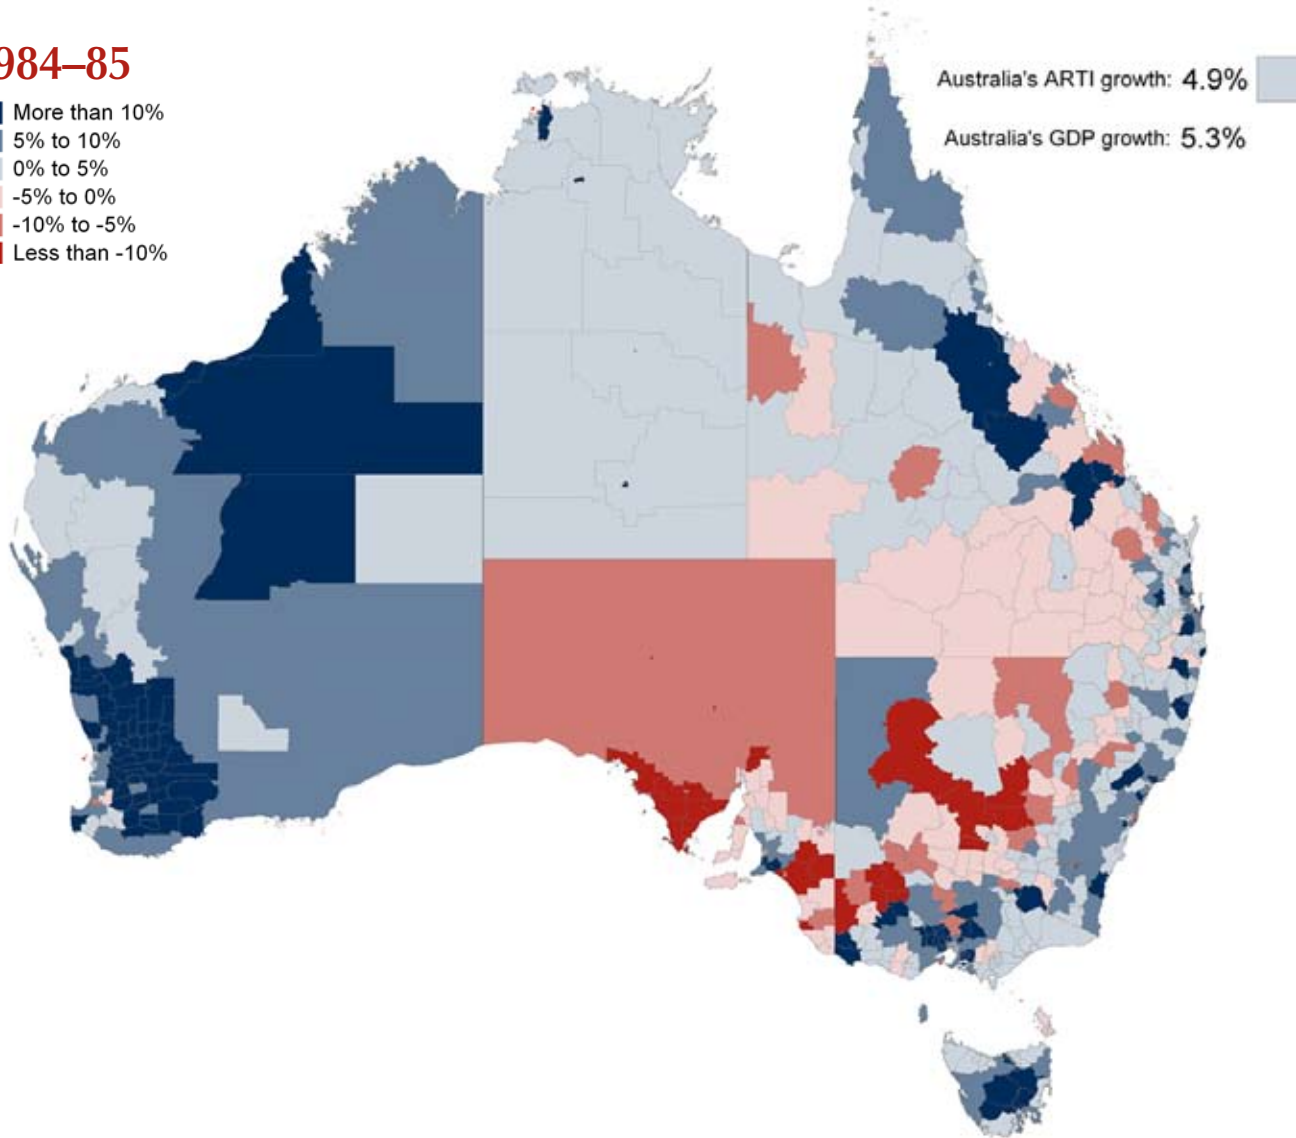 984–85
More than 10%
5% to 10%
0% to 5%
-5% to 0%
-10% to -5%
Less than -10%
Australia's ARTI growth: 4.9%
Australia's GDP growth: 5.3%